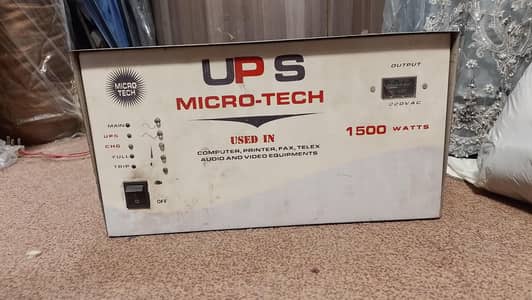 UPS
MICRO TECH
MICRO-TECH
OUTPUT
220VAC
1500 WATTS
USED IN
COMPUTER, PRINTER, FAX, TELEX
AUDIO AND VIDEO EQUIPMENTS
MAIN
UPS
CHG
FULL
TRIP
OFF